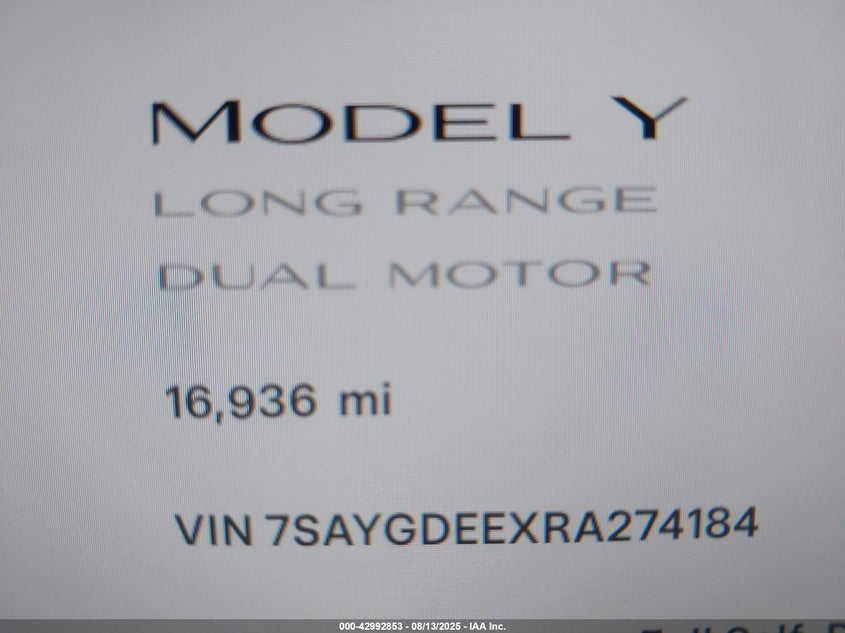 MODEL Y
LONG RANGE
DUAL MOTOR
16,936 mi
VIN 7SAYGDEEXRA274184
000-42992853 - 08/13/2025 - IAA Inc.